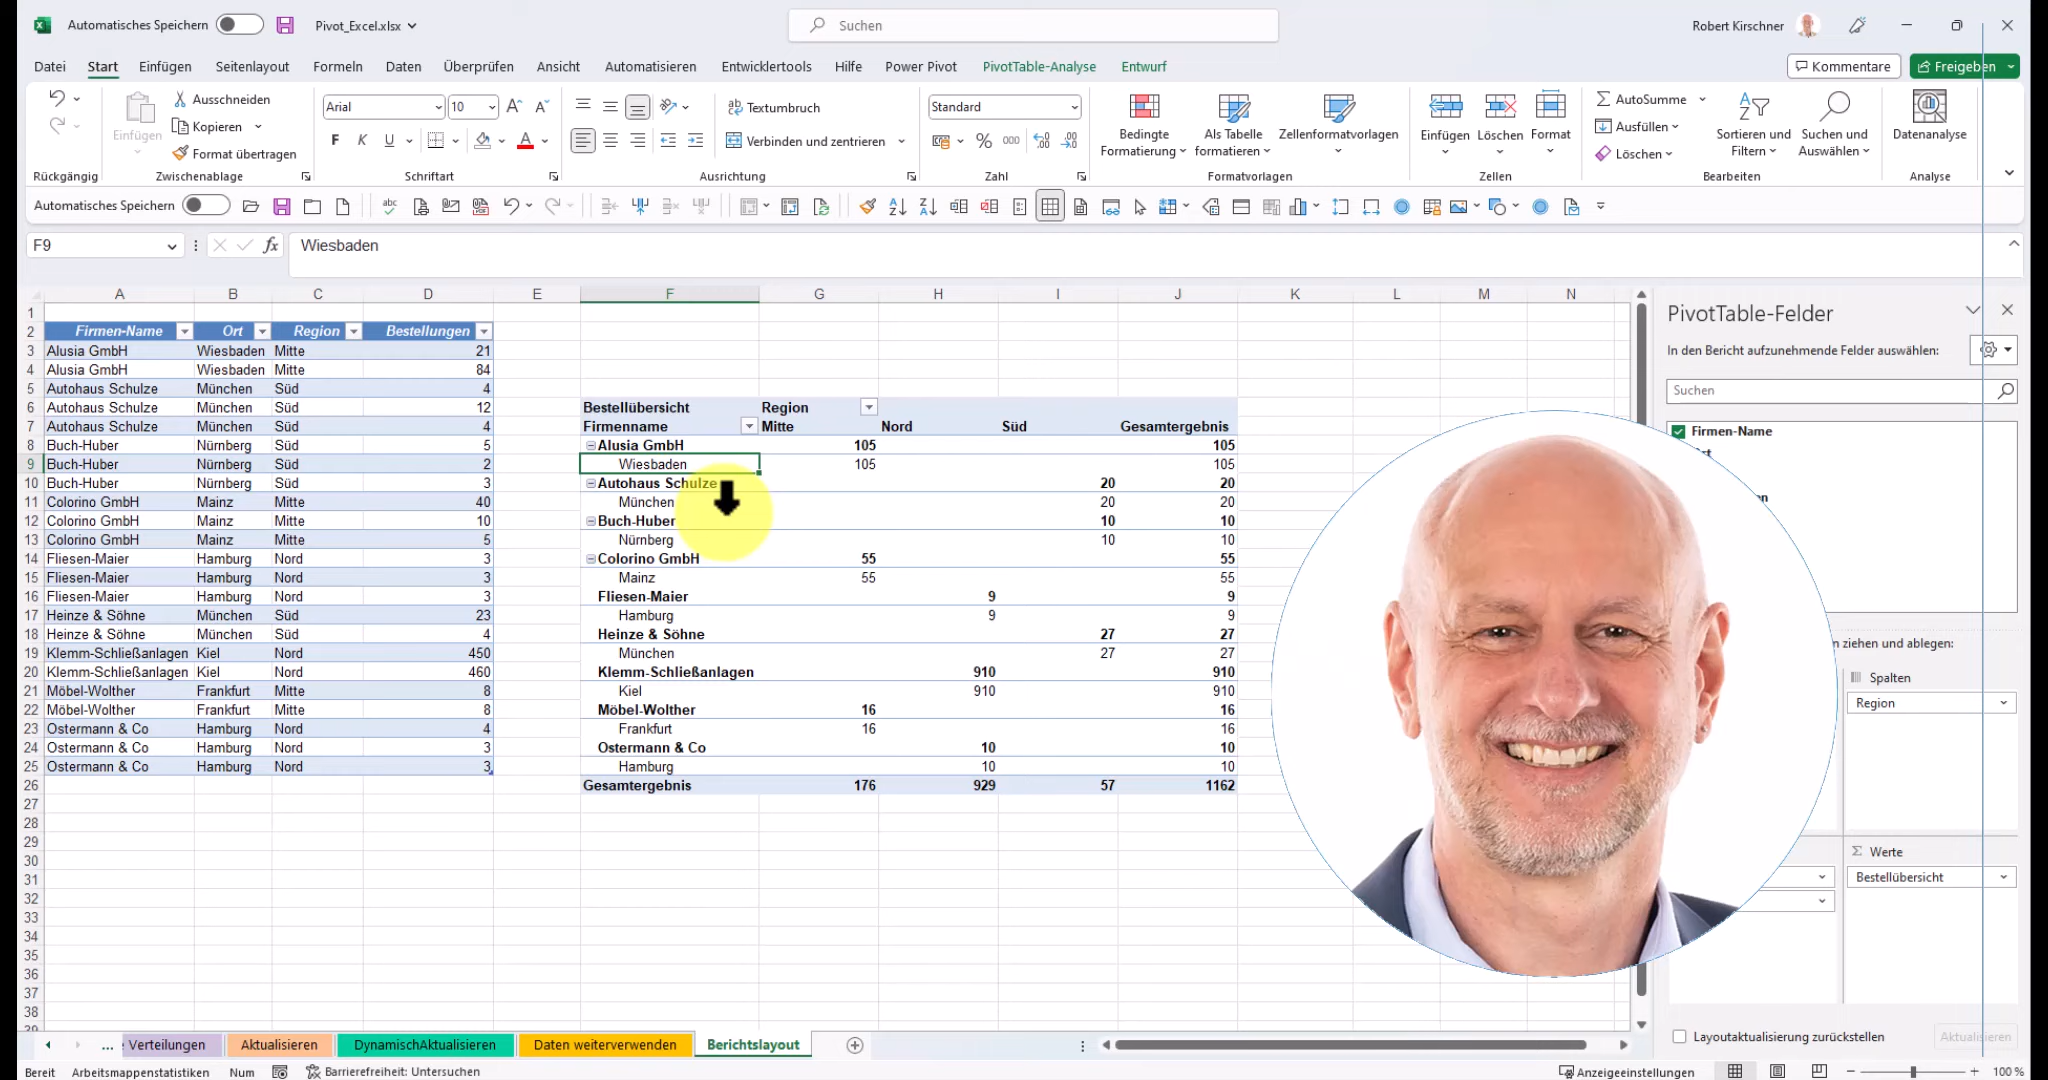 Automatisches Speichern
Pivot_Excel.xlsx
Suchen
Robert Kirschner
Datei Start Einfügen Seitenlayout Formeln Daten Überprüfen Ansicht Automatisieren Entwicklertools Hilfe Power Pivot PivotTable-Analyse Entwurf
Kommentare Freigeben
Einfügen
Ausschneiden
Kopieren
Format übertragen
Arial 10
F K U
Textumbruch
Verbinden und zentrieren
Standard
% 000
Bedingte Formatierung
Als Tabelle formatieren
Zellenformatvorlagen
Einfügen Löschen Format
AutoSumme
Ausfüllen
Löschen
Sortieren und Filtern
Suchen und Auswählen
Datenanalyse
Rückgängig Zwischenablage Schriftart Ausrichtung Zahl Formatvorlagen Zellen Bearbeiten Analyse
Automatisches Speichern
F9 fx Wiesbaden
A B C D E F G H I J K L M N
1
2 Firmen-Name Ort Region Bestellungen
3 Alusia GmbH Wiesbaden Mitte 21
4 Alusia GmbH Wiesbaden Mitte 84
5 Autohaus Schulze München Süd 4
6 Autohaus Schulze München Süd 12 Bestellübersicht Region
7 Autohaus Schulze München Süd 4 Firmenname Mitte Nord Süd Gesamtergebnis
8 Buch-Huber Nürnberg Süd 5 Alusia GmbH 105 105
9 Buch-Huber Nürnberg Süd 2 Wiesbaden 105 105
10 Buch-Huber Nürnberg Süd 3 Autohaus Schulze 20 20
11 Colorino GmbH Mainz Mitte 40 München 20 20
12 Colorino GmbH Mainz Mitte 10 Buch-Huber 10 10
13 Colorino GmbH Mainz Mitte 5 Nürnberg 10 10
14 Fliesen-Maier Hamburg Nord 3 Colorino GmbH 55 55
15 Fliesen-Maier Hamburg Nord 3 Mainz 55 55
16 Fliesen-Maier Hamburg Nord 3 Fliesen-Maier 9 9
17 Heinze & Söhne München Süd 23 Hamburg 9 9
18 Heinze & Söhne München Süd 4 Heinze & Söhne 27 27
19 Klemm-Schließanlagen Kiel Nord 450 München 27 27
20 Klemm-Schließanlagen Kiel Nord 460 Klemm-Schließanlagen 910 910
21 Möbel-Wolther Frankfurt Mitte 8 Kiel 910 910
22 Möbel-Wolther Frankfurt Mitte 8 Möbel-Wolther 16 16
23 Ostermann & Co Hamburg Nord 4 Frankfurt 16 16
24 Ostermann & Co Hamburg Nord 3 Ostermann & Co 10 10
25 Ostermann & Co Hamburg Nord 3 Hamburg 10 10
26 Gesamtergebnis 176 929 57 1162
27
28
29
30
31
32
33
34
35
36
37
38
PivotTable-Felder
In den Bericht aufzunehmende Felder auswählen:
Suchen
Firmen-Name
ziehen und ablegen:
Spalten
Region
Σ Werte
Bestellübersicht
Layoutaktualisierung zurückstellen Aktualisieren
... Verteilungen Aktualisieren DynamischAktualisieren Daten weiterverwenden Berichtslayout
Bereit Arbeitsmappenstatistiken Num Barrierefreiheit: Untersuchen Anzeigeeinstellungen 100 %